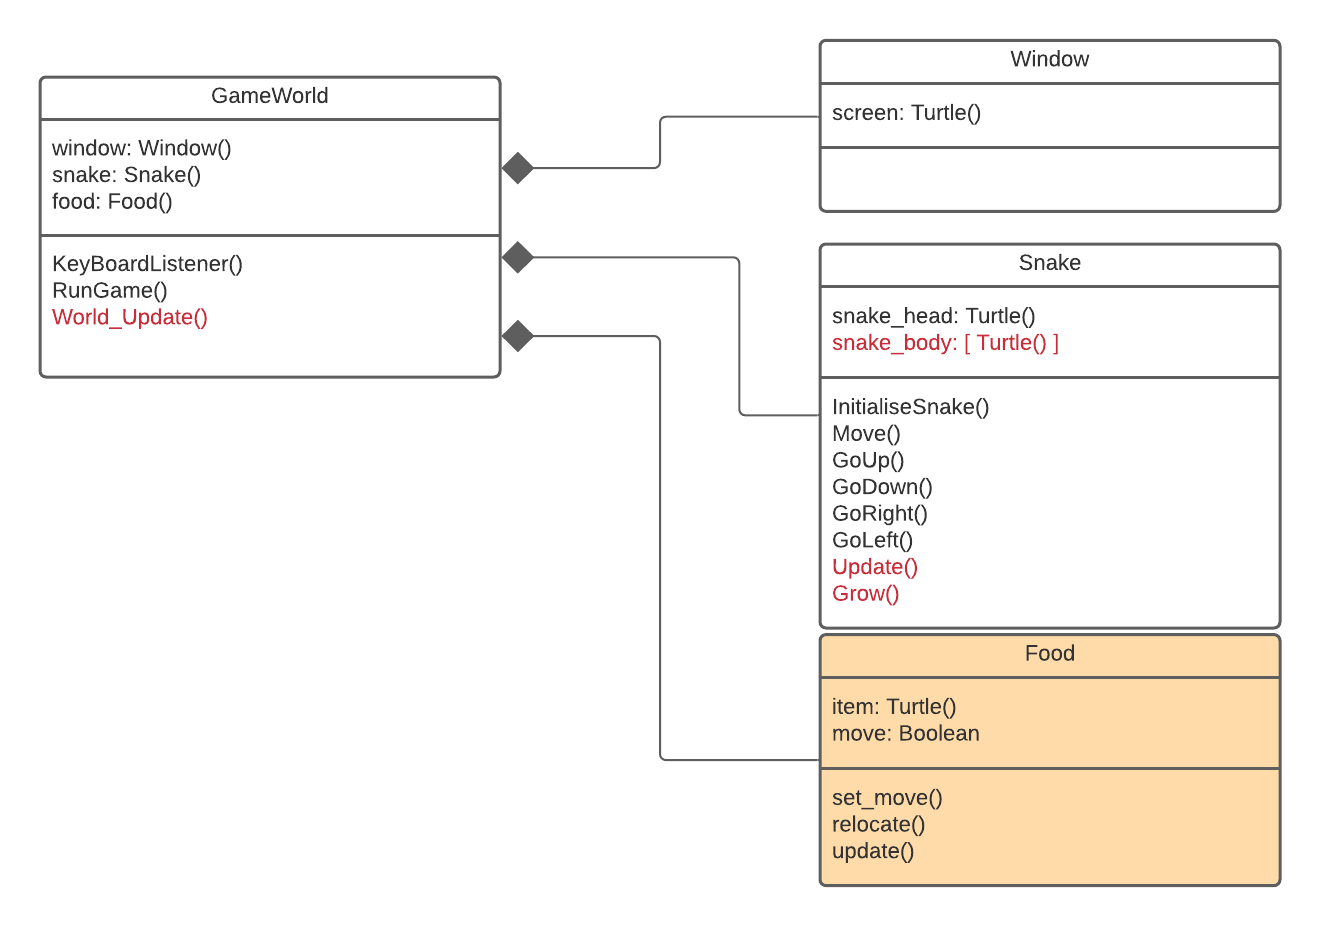 GameWorld
window: Window()
snake: Snake()
food: Food()
KeyBoardListener()
RunGame()
World_Update()
Window
screen: Turtle()
Snake
snake_head: Turtle()
snake_body: [ Turtle() ]
InitialiseSnake()
Move()
GoUp()
GoDown()
GoRight()
GoLeft()
Update()
Grow()
Food
item: Turtle()
move: Boolean
set_move()
relocate()
update()